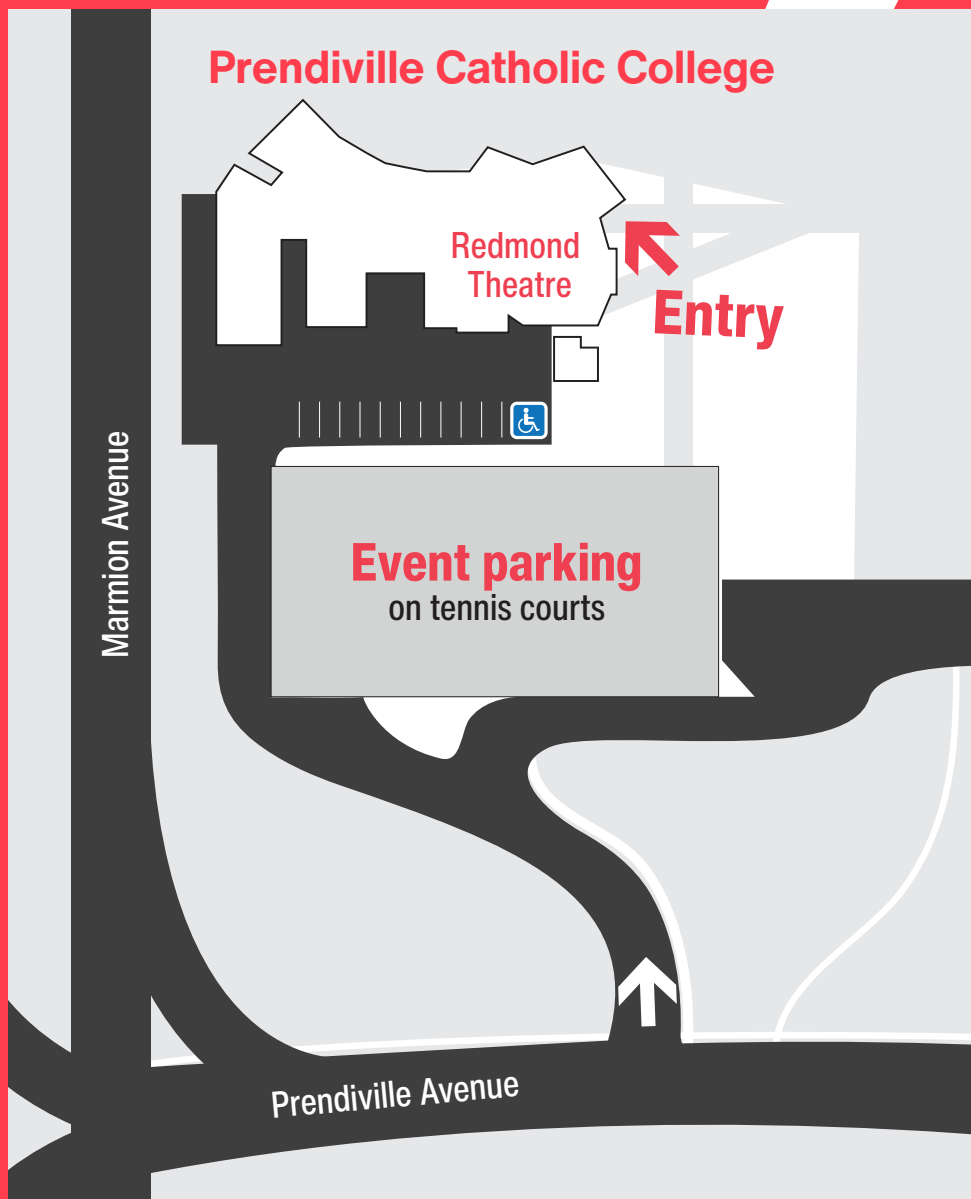 Prendiville Catholic College
Redmond
Theatre
Entry
Marmion Avenue
Event parking
on tennis courts
Prendiville Avenue